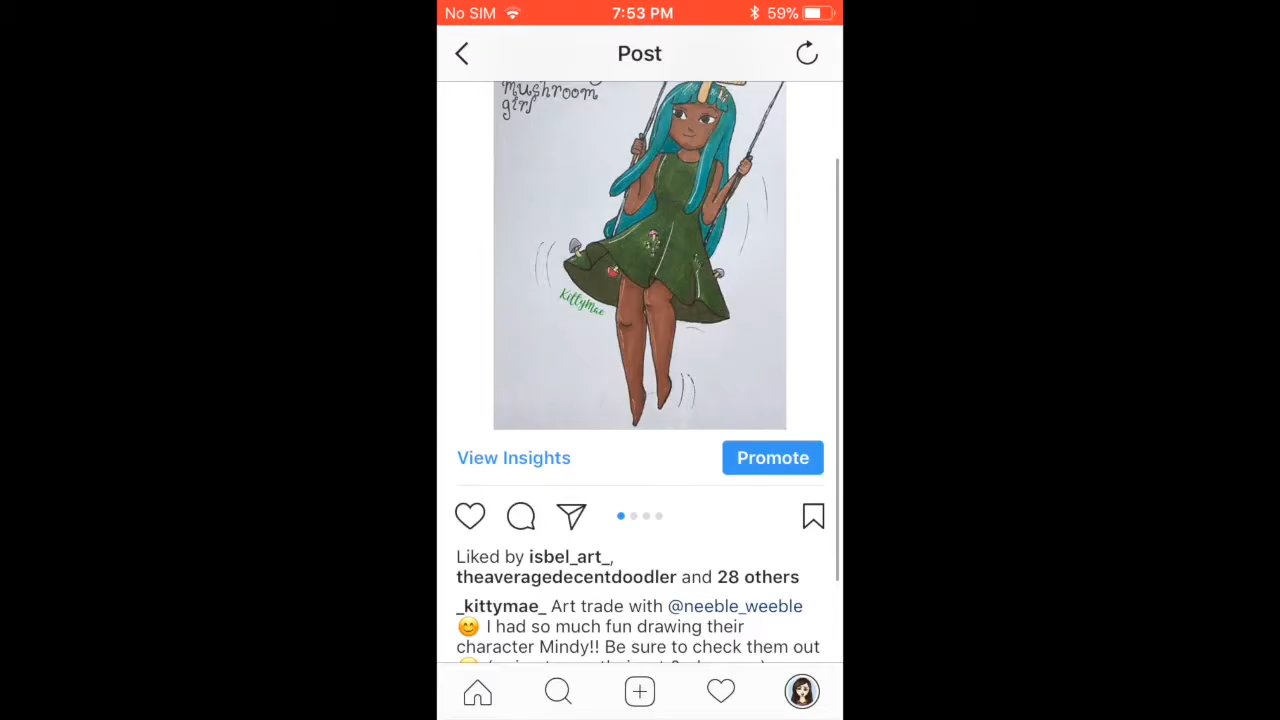 No SIM 7:53 PM 59%
Post
mushroom
girl
KittyMae
View Insights Promote
Liked by isbel_art_,
theaveragedecentdoodler and 28 others
_kittymae_ Art trade with @neeble_weeble
😊 I had so much fun drawing their
character Mindy!! Be sure to check them out